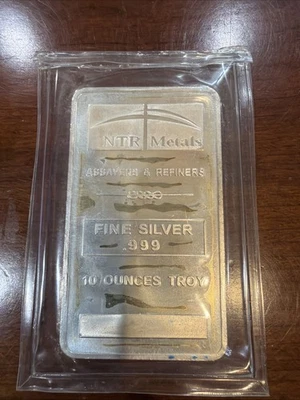 NTR Metals
ASSAYERS & REFINERS
FINE SILVER
.999
10 OUNCES TROY